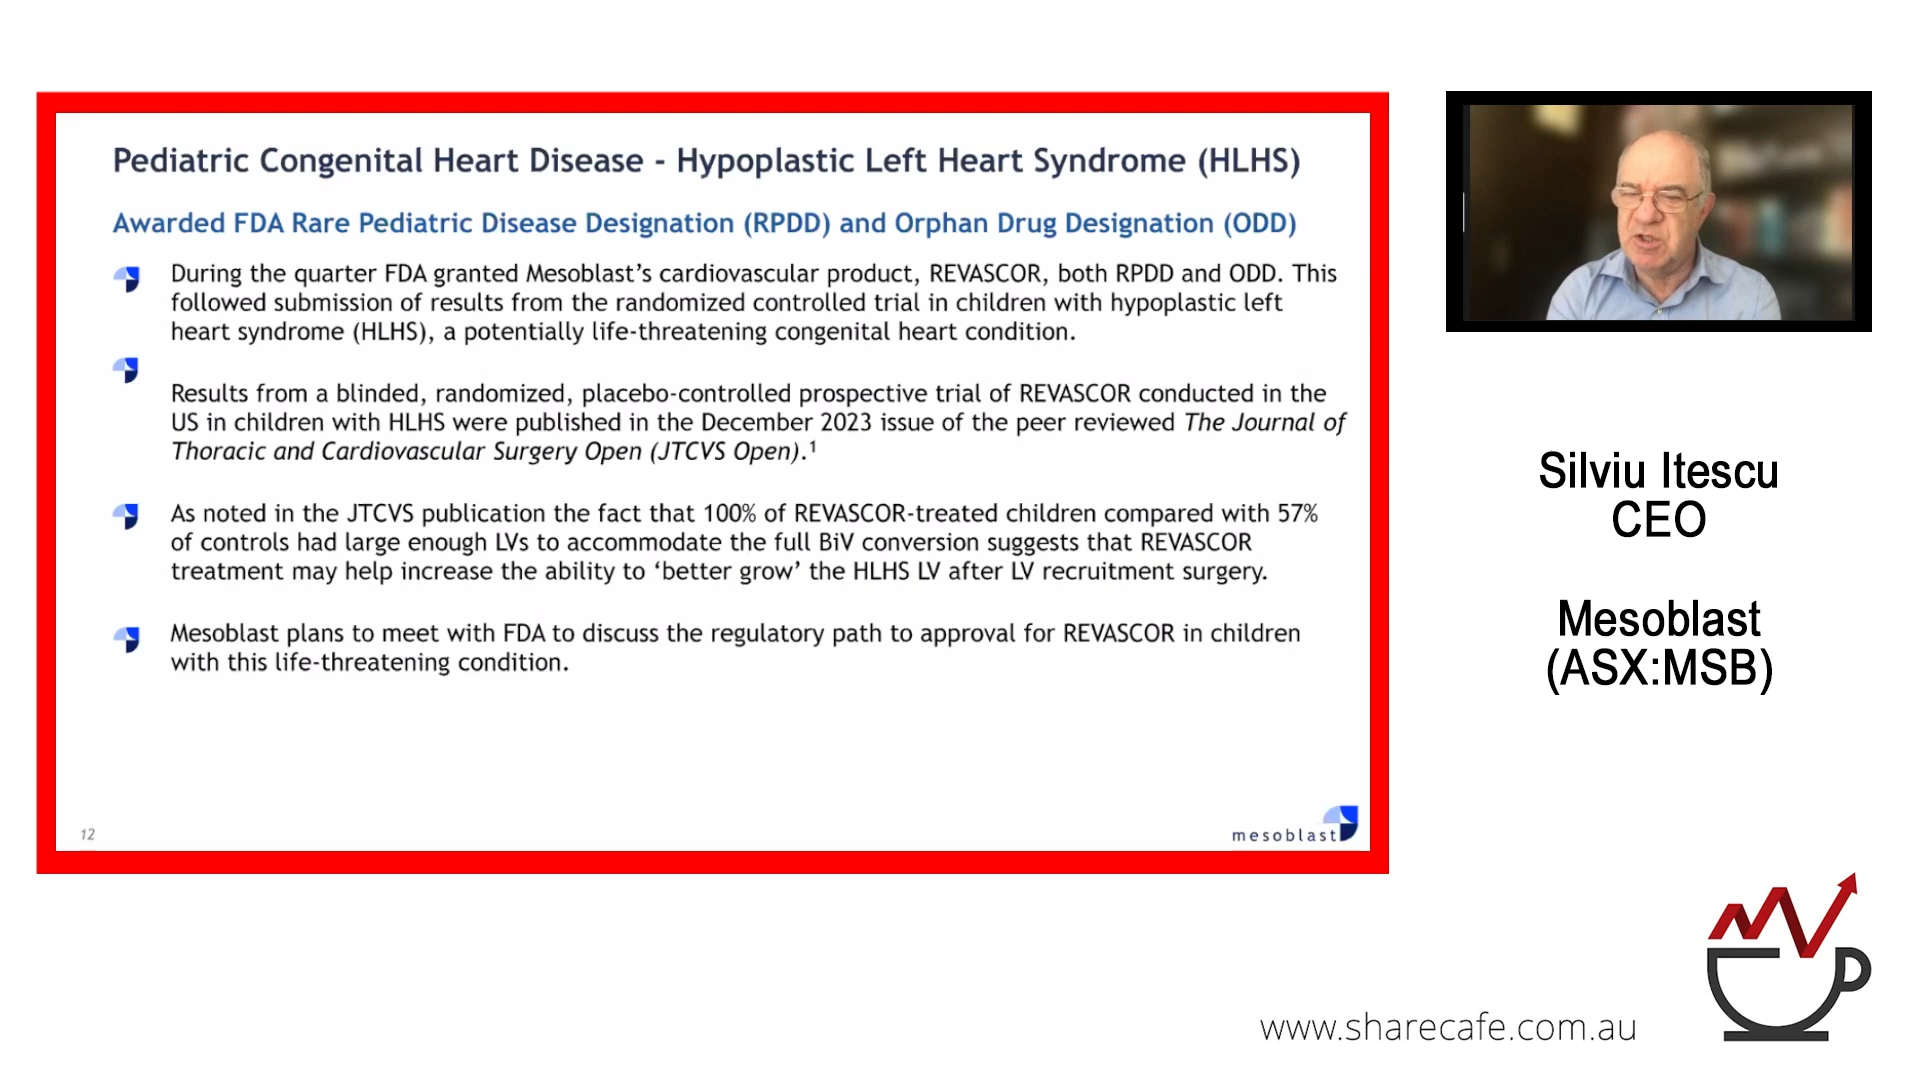 Pediatric Congenital Heart Disease - Hypoplastic Left Heart Syndrome (HLHS)
Awarded FDA Rare Pediatric Disease Designation (RPDD) and Orphan Drug Designation (ODD)
During the quarter FDA granted Mesoblast’s cardiovascular product, REVASCOR, both RPDD and ODD. This
followed submission of results from the randomized controlled trial in children with hypoplastic left
heart syndrome (HLHS), a potentially life-threatening congenital heart condition.
Results from a blinded, randomized, placebo-controlled prospective trial of REVASCOR conducted in the
US in children with HLHS were published in the December 2023 issue of the peer reviewed The Journal of
Thoracic and Cardiovascular Surgery Open (JTCVS Open).¹
As noted in the JTCVS publication the fact that 100% of REVASCOR-treated children compared with 57%
of controls had large enough LVs to accommodate the full BiV conversion suggests that REVASCOR
treatment may help increase the ability to ‘better grow’ the HLHS LV after LV recruitment surgery.
Mesoblast plans to meet with FDA to discuss the regulatory path to approval for REVASCOR in children
with this life-threatening condition.
12
mesoblast
Silviu Itescu
CEO
Mesoblast
(ASX:MSB)
www.sharecafe.com.au